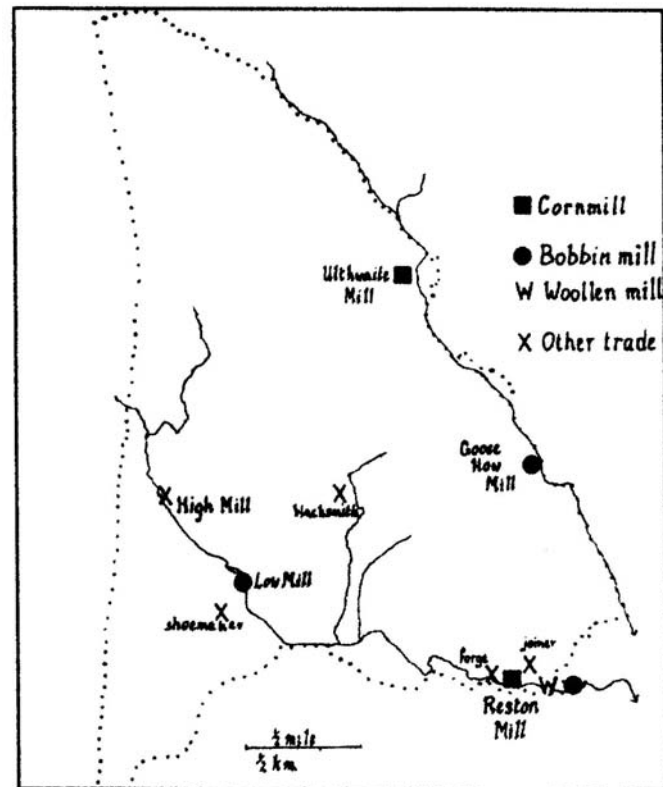 Cornmill
Bobbin mill
Woollen mill
Other trade
Ulthwaite
Mill
Goose
How
Mill
High Mill
blacksmith
Low Mill
shoemaker
forge
joiner
W
Reston
Mill
½ mile
½ km.